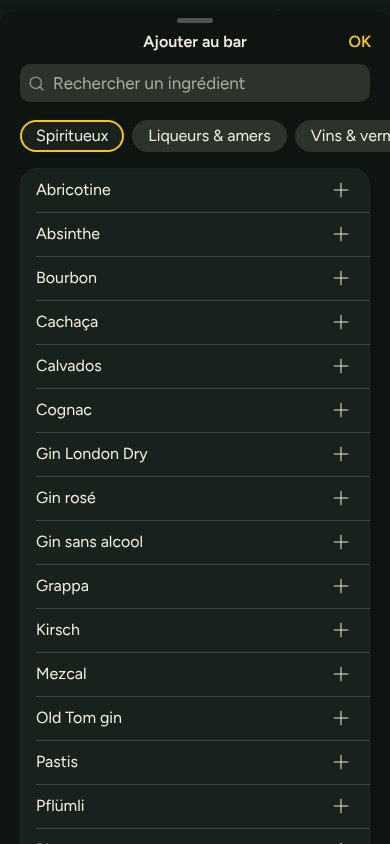 Ajouter au bar
OK
Rechercher un ingrédient
Spiritueux
Liqueurs & amers
Vins & verm
Abricotine
Absinthe
Bourbon
Cachaça
Calvados
Cognac
Gin London Dry
Gin rosé
Gin sans alcool
Grappa
Kirsch
Mezcal
Old Tom gin
Pastis
Pflümli